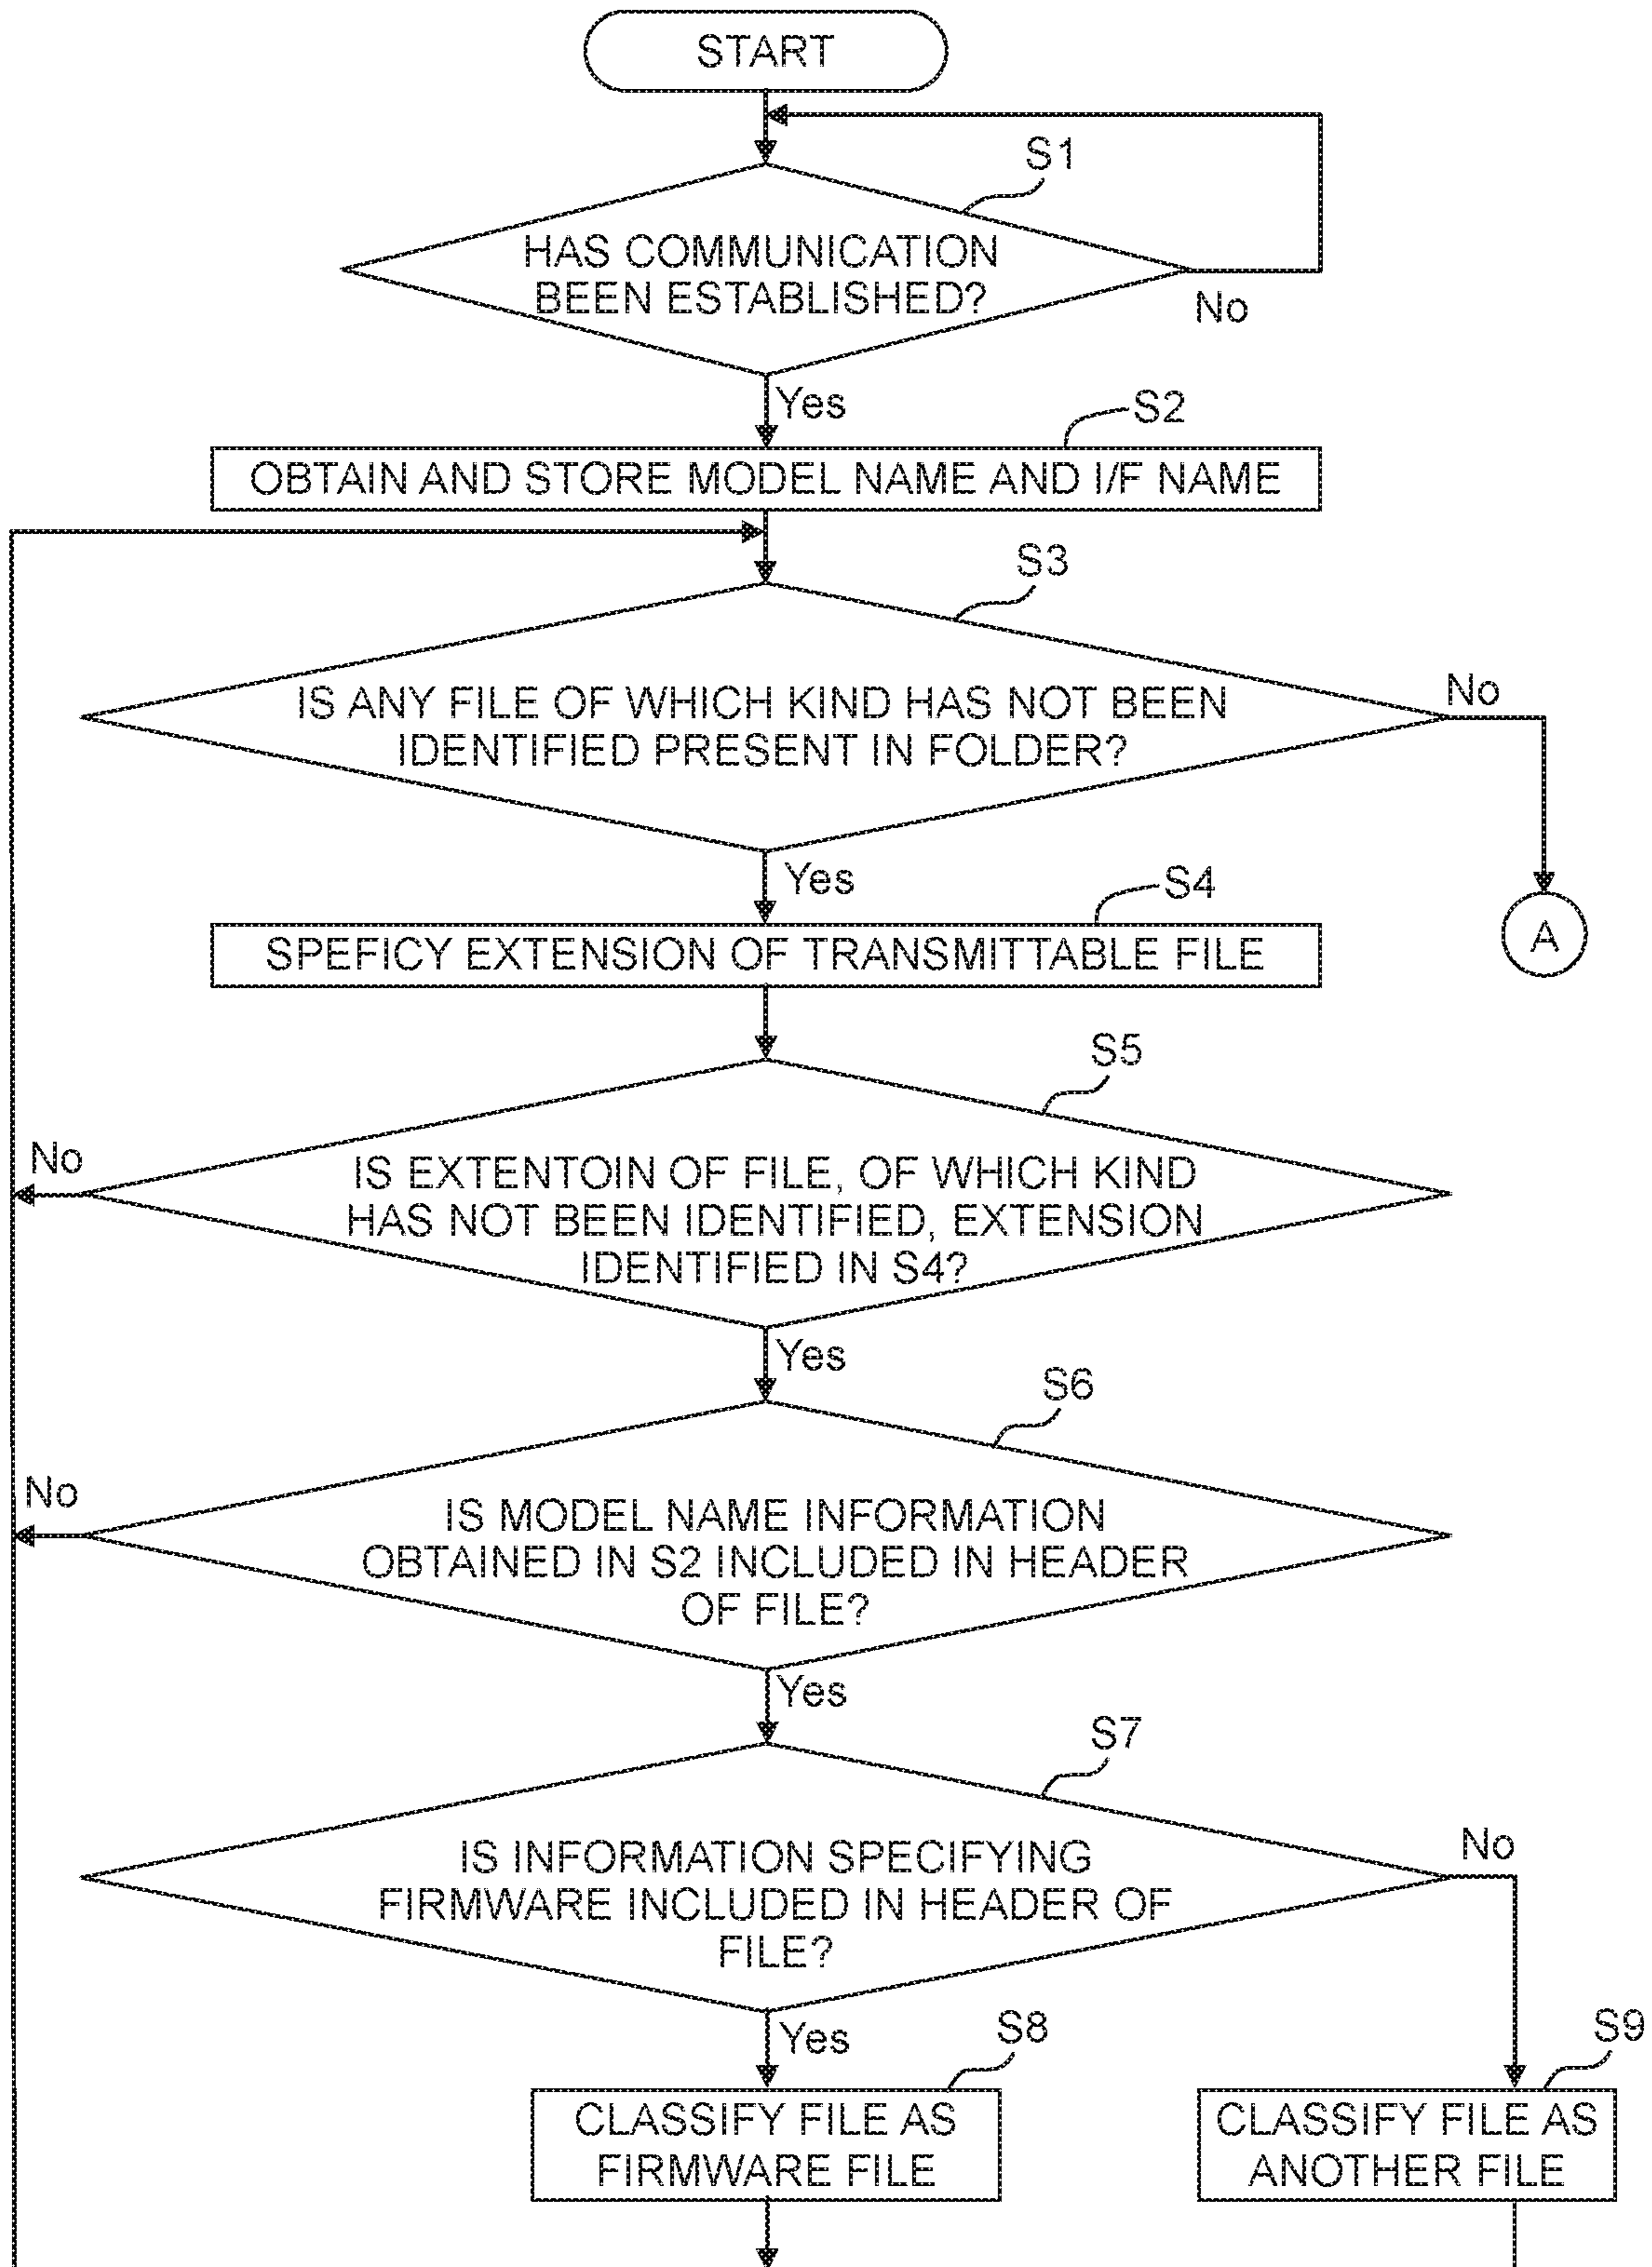 START
S1
HAS COMMUNICATION
BEEN ESTABLISHED?
No
Yes
S2
OBTAIN AND STORE MODEL NAME AND I/F NAME
S3
IS ANY FILE OF WHICH KIND HAS NOT BEEN
IDENTIFIED PRESENT IN FOLDER?
No
Yes
S4
SPEFICY EXTENSION OF TRANSMITTABLE FILE
A
S5
No
IS EXTENTOIN OF FILE, OF WHICH KIND
HAS NOT BEEN IDENTIFIED, EXTENSION
IDENTIFIED IN S4?
Yes
S6
No
IS MODEL NAME INFORMATION
OBTAINED IN S2 INCLUDED IN HEADER
OF FILE?
Yes
S7
IS INFORMATION SPECIFYING
FIRMWARE INCLUDED IN HEADER OF
FILE?
No
Yes
S8
S9
CLASSIFY FILE AS
FIRMWARE FILE
CLASSIFY FILE AS
ANOTHER FILE